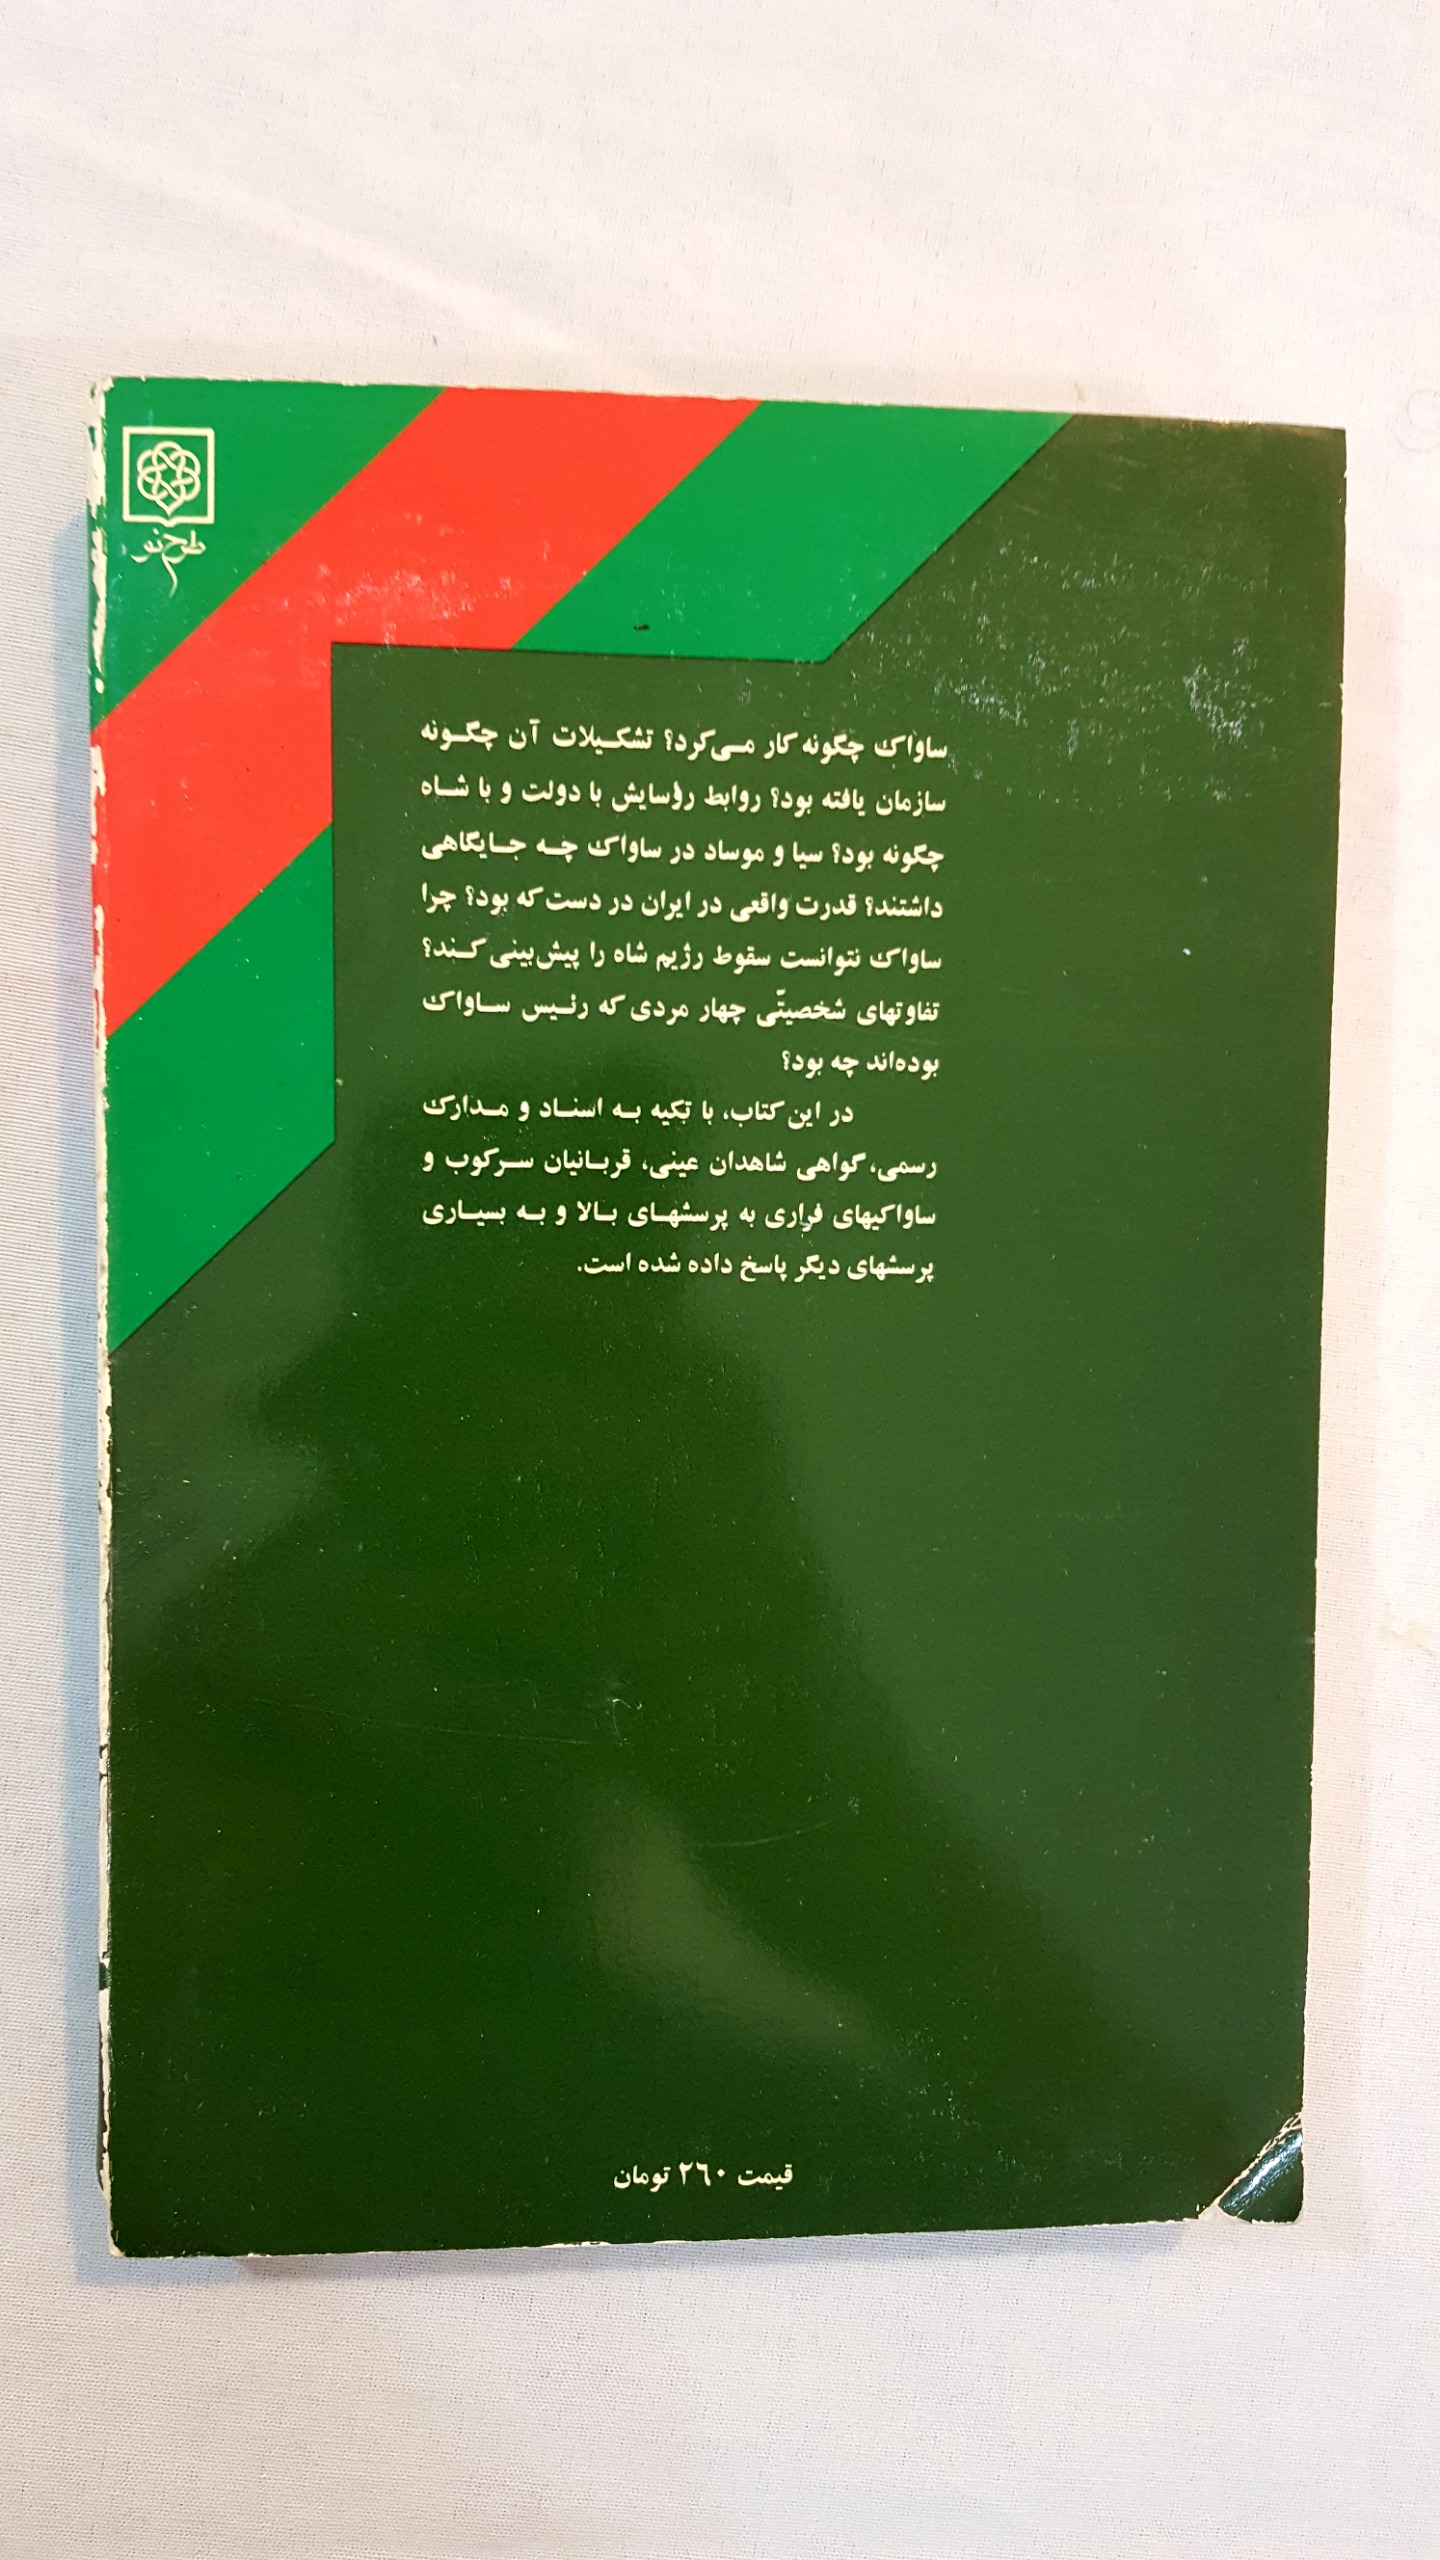 طرح نو
ساواک چگونه کار می‌کرد؟ تشکیلات آن چگونه
سازمان یافته بود؟ روابط رؤسایش با دولت و با شاه
چگونه بود؟ سیا و موساد در ساواک چه جایگاهی
داشتند؟ قدرت واقعی در ایران در دست که بود؟ چرا
ساواک نتوانست سقوط رژیم شاه را پیش‌بینی کند؟
تفاوتهای شخصیتّی چهار مردی که رئیس ساواک
بوده‌اند چه بود؟
در این کتاب، با تکیه به اسناد و مدارک
رسمی، گواهی شاهدان عینی، قربانیان سرکوب و
ساواکیهای فراری به پرسشهای بالا و به بسیاری
پرسشهای دیگر پاسخ داده شده است.
قیمت ۲٦۰ تومان